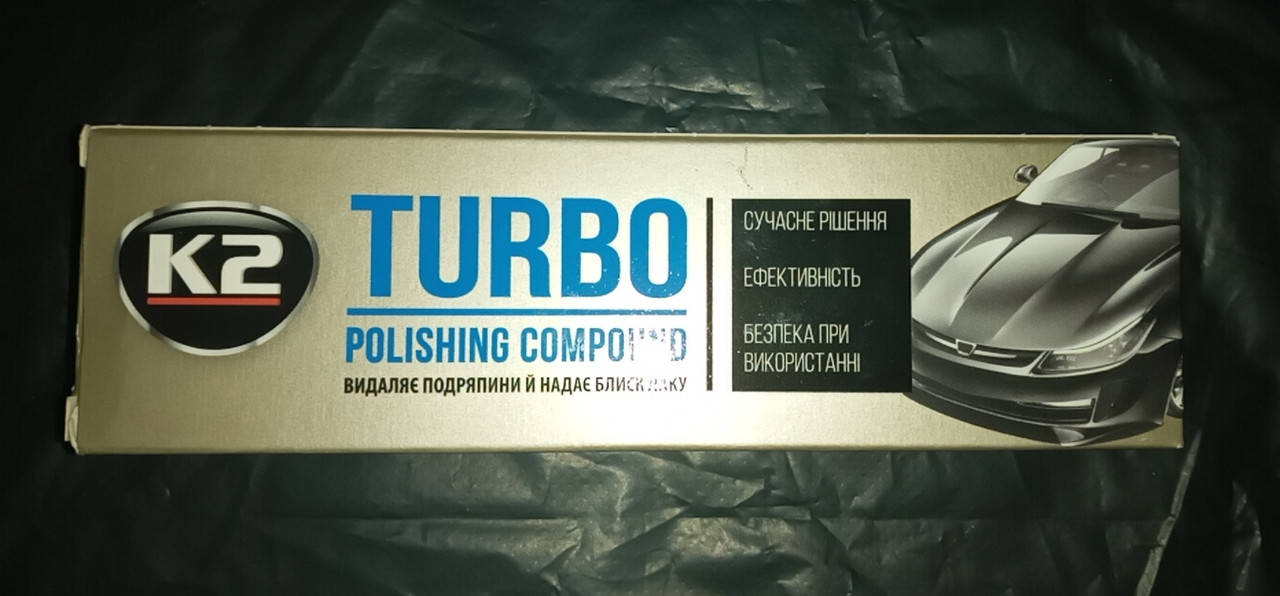 K2
TURBO
POLISHING COMPOUND
ВИДАЛЯЄ ПОДРЯПИНИ Й НАДАЄ БЛИСК ЛАКУ
СУЧАСНЕ РІШЕННЯ
ЕФЕКТИВНІСТЬ
БЕЗПЕКА ПРИ
ВИКОРИСТАННІ